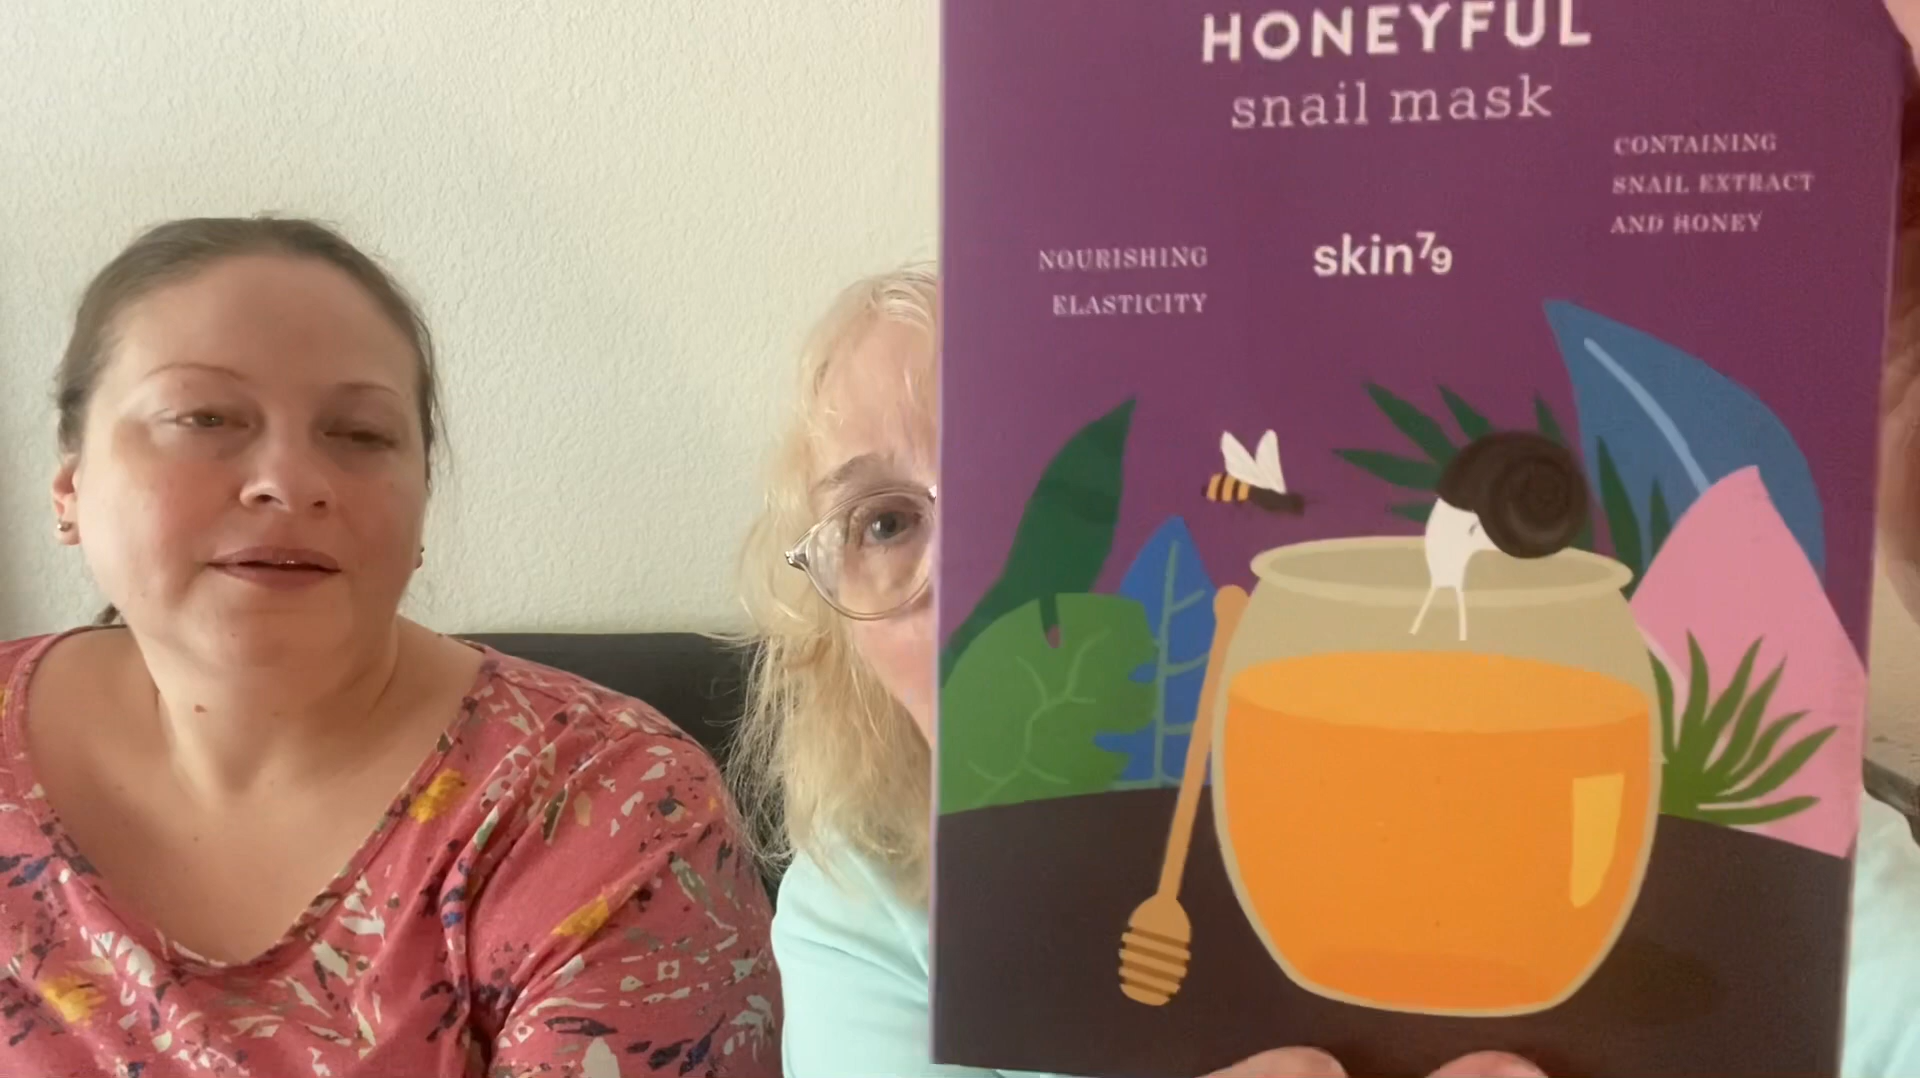 HONEYFUL
snail mask
CONTAINING
SNAIL EXTRACT
AND HONEY
NOURISHING
ELASTICITY
skin79